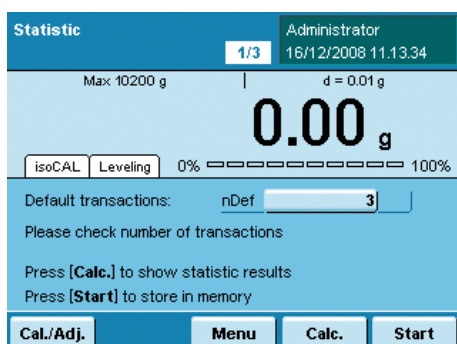 Statistic
1/3
Administrator
16/12/2008 11.13.34
Max 10200 g
d = 0.01 g
0.00 g
isoCAL Leveling 0% 100%
Default transactions: nDef 3
Please check number of transactions
Press [Calc.] to show statistic results
Press [Start] to store in memory
Cal./Adj. Menu Calc. Start